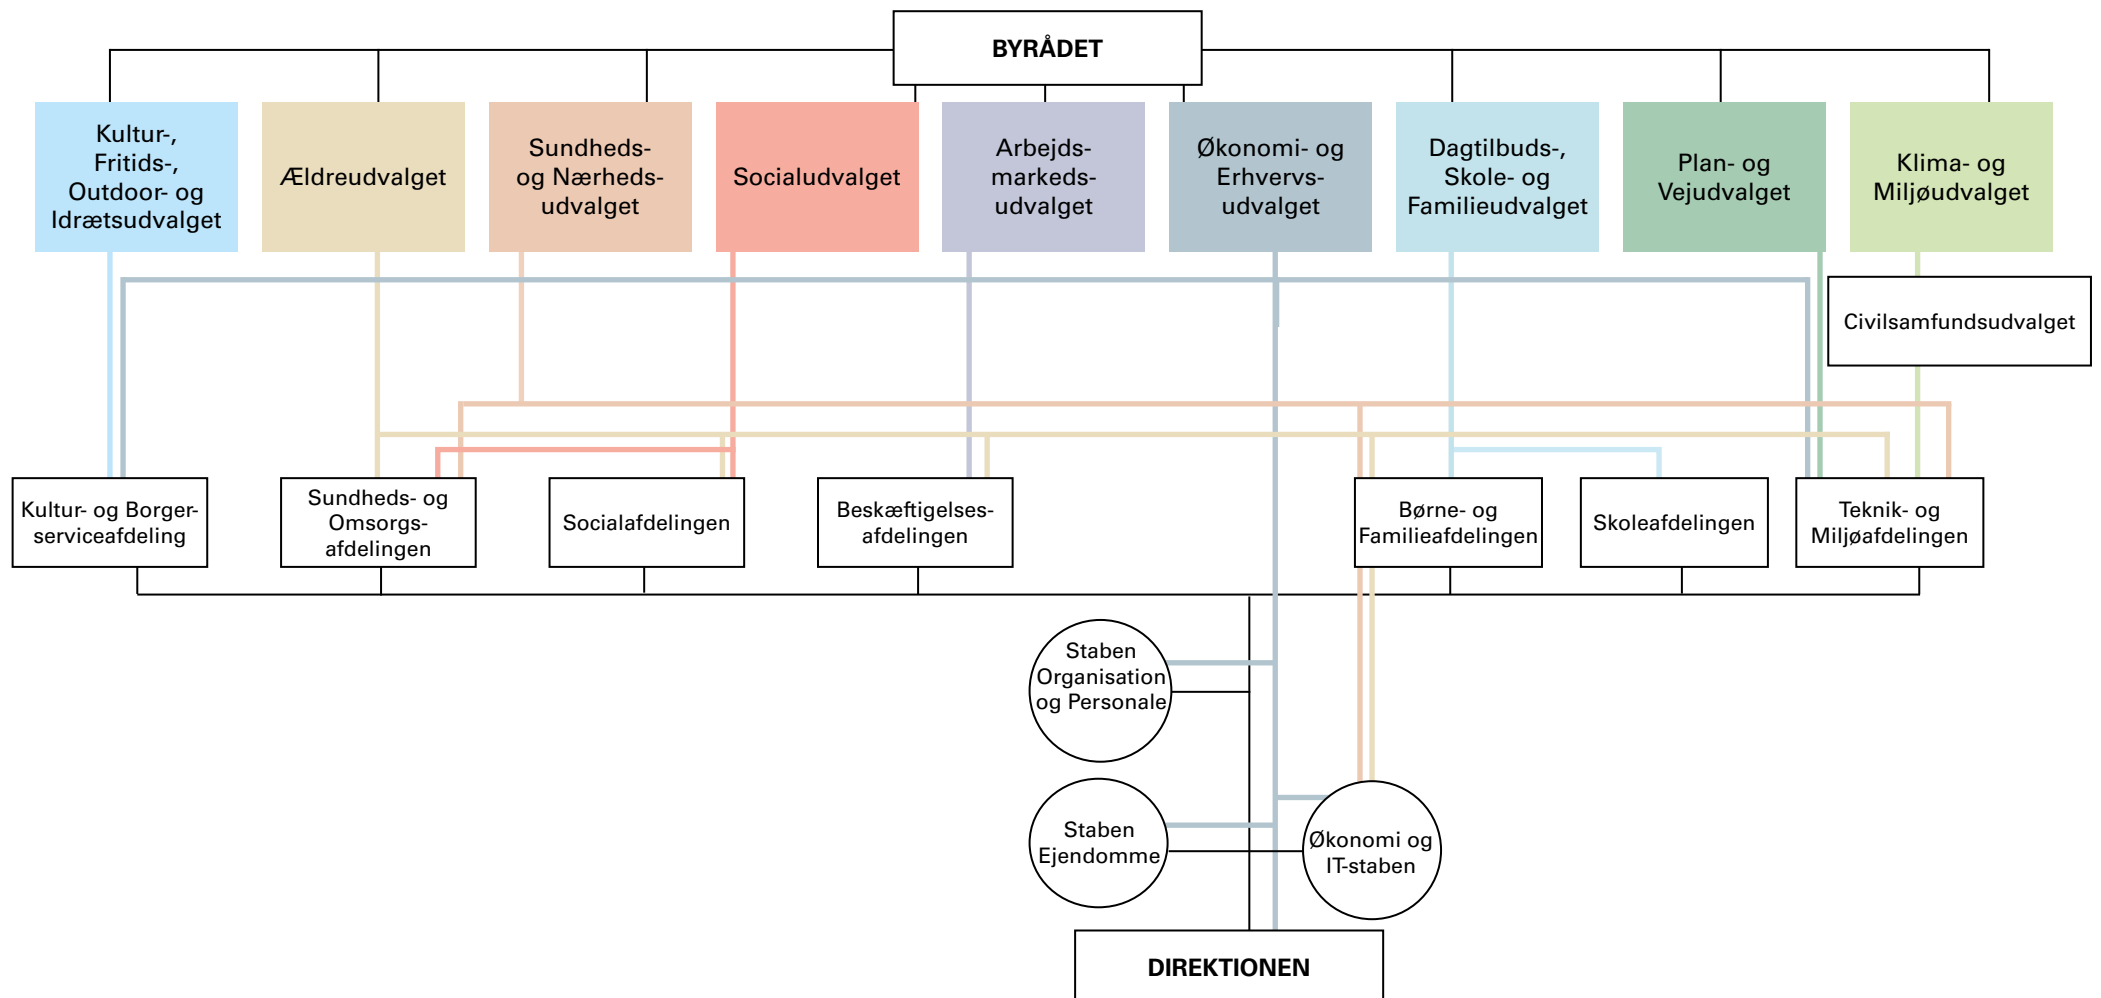 BYRÅDET
Kultur-,
Fritids-,
Outdoor- og
Idrætsudvalget
Ældreudvalget
Sundheds-
og Nærheds-
udvalget
Socialudvalget
Arbejds-
markeds-
udvalget
Økonomi- og
Erhvervs-
udvalget
Dagtilbuds-,
Skole- og
Familieudvalget
Plan- og
Vejudvalget
Klima- og
Miljøudvalget
Civilsamfundsudvalget
Kultur- og Borger-
serviceafdeling
Sundheds- og
Omsorgs-
afdelingen
Socialafdelingen
Beskæftigelses-
afdelingen
Børne- og
Familieafdelingen
Skoleafdelingen
Teknik- og
Miljøafdelingen
Staben
Organisation
og Personale
Staben
Ejendomme
Økonomi og
IT-staben
DIREKTIONEN